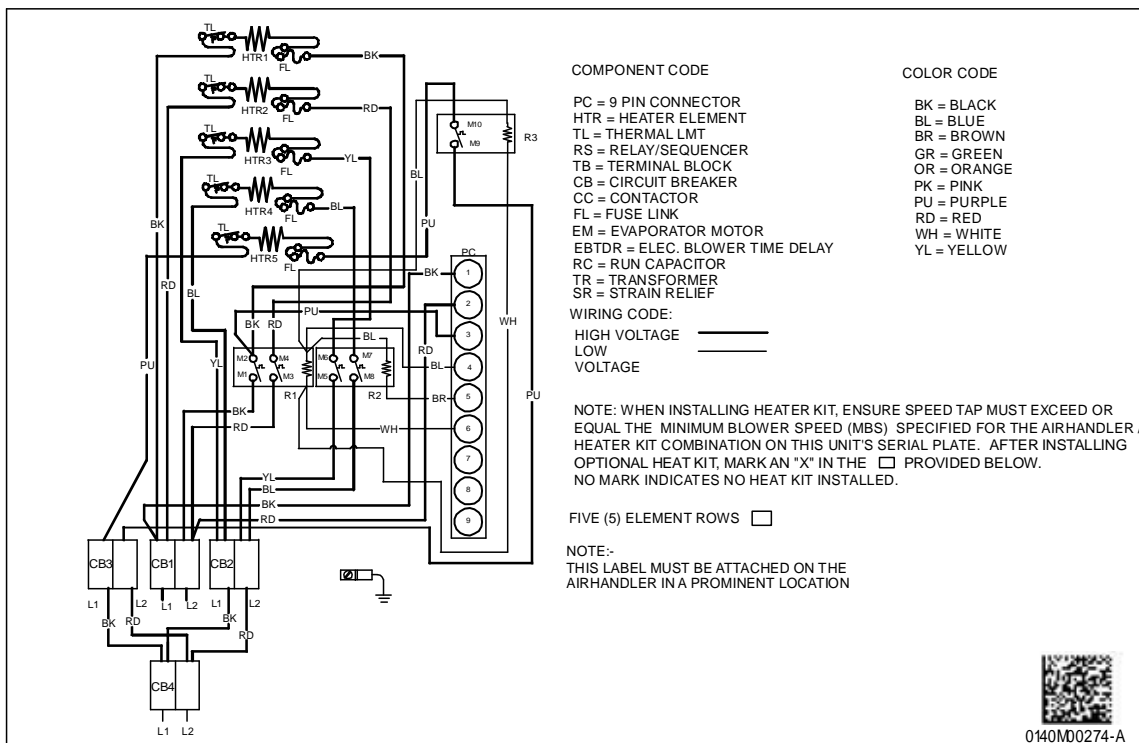 TL
HTR1
FL
BK
TL
HTR2
FL
RD
TL
HTR3
FL
YL
TL
HTR4
FL
BL
TL
HTR5
FL
PU
BK
RD
BL
PU
YL
BL
M10
M9
R3
PU
WH
PC
BK
1
2
3
4
5
6
7
8
9
PU
BK RD
BL
RD
BL
BR
WH
M2
M4
M1
M3
R1
M6
M7
M5
M8
R2
BK
RD
YL
BL
BK
RD
CB3
CB1
CB2
L1
L2
L1
L2
L1
L2
BK
RD
BK
RD
CB4
L1
L2
COMPONENT CODE
PC = 9 PIN CONNECTOR
HTR = HEATER ELEMENT
TL = THERMAL LMT
RS = RELAY/SEQUENCER
TB = TERMINAL BLOCK
CB = CIRCUIT BREAKER
CC = CONTACTOR
FL = FUSE LINK
EM = EVAPORATOR MOTOR
EBTDR = ELEC. BLOWER TIME DELAY
RC = RUN CAPACITOR
TR = TRANSFORMER
SR = STRAIN RELIEF
WIRING CODE:
HIGH VOLTAGE
LOW
VOLTAGE
COLOR CODE
BK = BLACK
BL = BLUE
BR = BROWN
GR = GREEN
OR = ORANGE
PK = PINK
PU = PURPLE
RD = RED
WH = WHITE
YL = YELLOW
NOTE: WHEN INSTALLING HEATER KIT, ENSURE SPEED TAP MUST EXCEED OR
EQUAL THE MINIMUM BLOWER SPEED (MBS) SPECIFIED FOR THE AIRHANDLER /
HEATER KIT COMBINATION ON THIS UNIT'S SERIAL PLATE. AFTER INSTALLING
OPTIONAL HEAT KIT, MARK AN "X" IN THE PROVIDED BELOW.
NO MARK INDICATES NO HEAT KIT INSTALLED.
FIVE (5) ELEMENT ROWS
NOTE:-
THIS LABEL MUST BE ATTACHED ON THE
AIRHANDLER IN A PROMINENT LOCATION
0140M00274-A